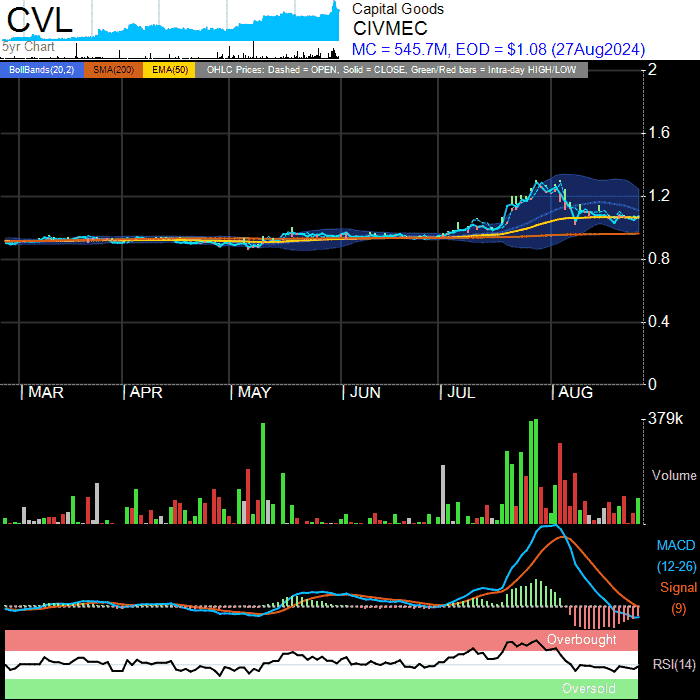 CVL
5yr Chart
Capital Goods
CIVMEC
MC = 545.7M, EOD = $1.08 (27Aug2024)
BollBands(20,2) SMA(200) EMA(50) OHLC Prices: Dashed = OPEN, Solid = CLOSE, Green/Red bars = Intra-day HIGH/LOW
2
1.6
1.2
0.8
0.4
0
MAR APR MAY JUN JUL AUG
379k
Volume
MACD
(12-26)
Signal
(9)
Overbought
RSI(14)
Oversold